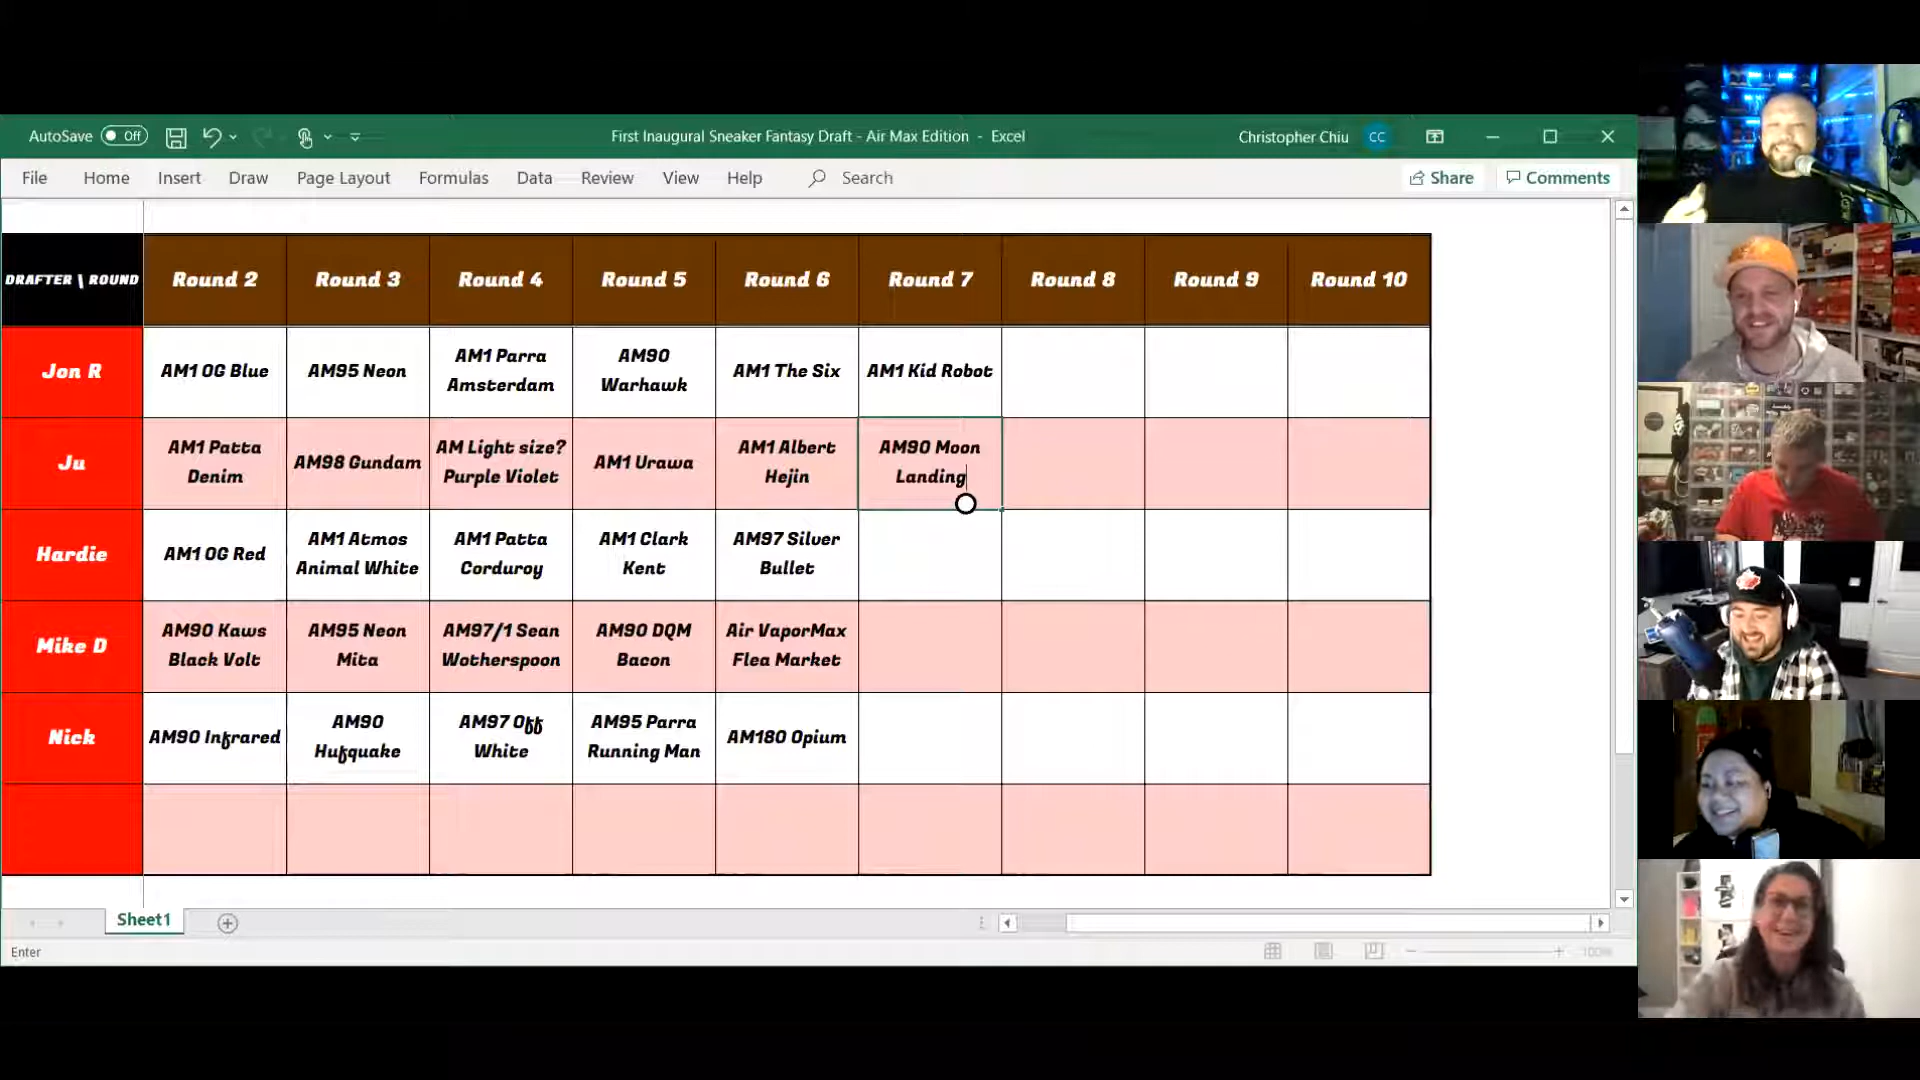 AutoSave Off
First Inaugural Sneaker Fantasy Draft - Air Max Edition - Excel
Christopher Chiu CC
File Home Insert Draw Page Layout Formulas Data Review View Help Search Share Comments
DRAFTER \ ROUND Round 2 Round 3 Round 4 Round 5 Round 6 Round 7 Round 8 Round 9 Round 10
Jon R
AM1 OG Blue
AM95 Neon
AM1 Parra
Amsterdam
AM90
Warhawk
AM1 The Six
AM1 Kid Robot
Ju
AM1 Patta
Denim
AM98 Gundam
AM Light size?
Purple Violet
AM1 Urawa
AM1 Albert
Hejin
AM90 Moon
Landing
Hardie
AM1 OG Red
AM1 Atmos
Animal White
AM1 Patta
Corduroy
AM1 Clark
Kent
AM97 Silver
Bullet
Mike D
AM90 Kaws
Black Volt
AM95 Neon
Mita
AM97/1 Sean
Wotherspoon
AM90 DQM
Bacon
Air VaporMax
Flea Market
Nick
AM90 Infrared
AM90
Hufquake
AM97 Off
White
AM95 Parra
Running Man
AM180 Opium
Sheet1
Enter
100%